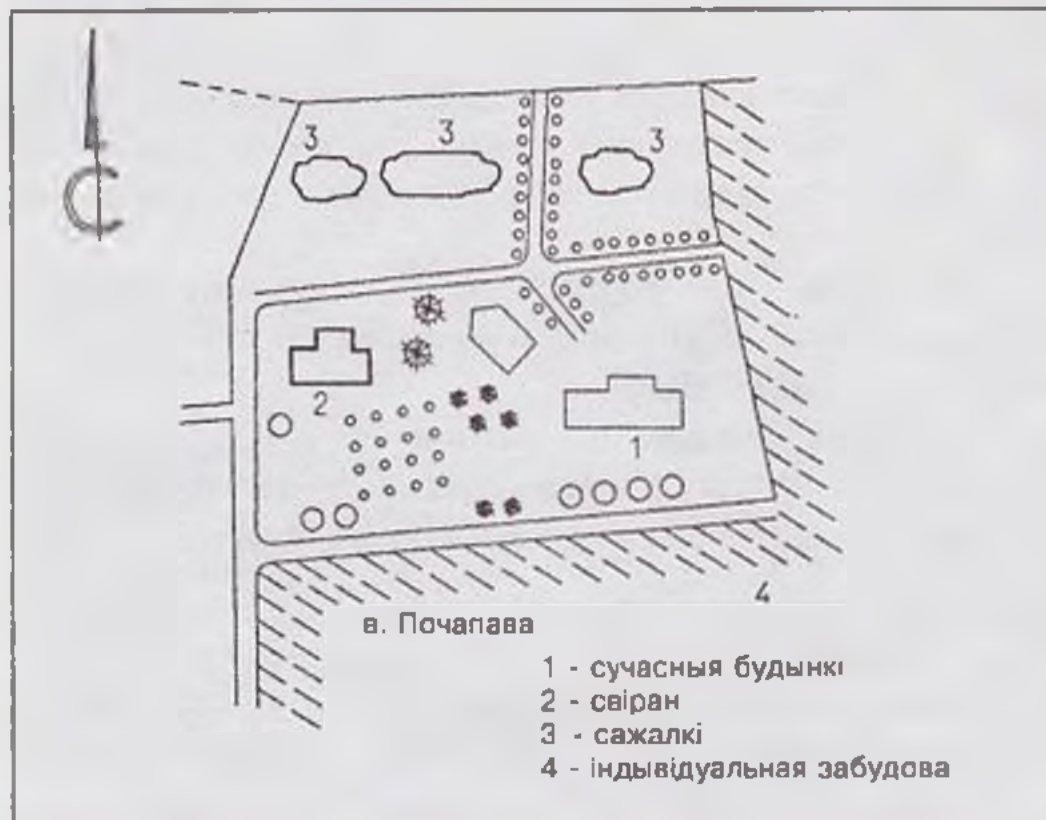 С
3
3
3
2
1
4
в. Почапава
1 - сучасныя будынкі
2 - свіран
3 - сажалкі
4 - індывідуальная забудова